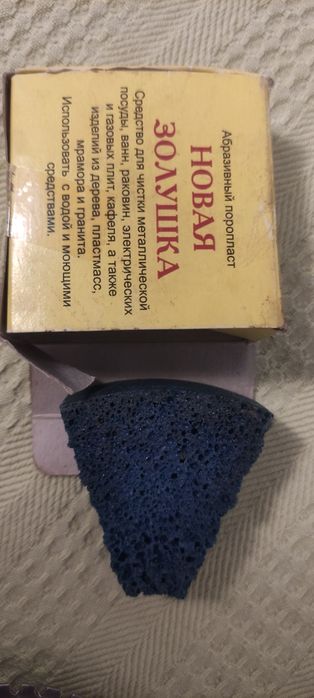 Абразивный поропласт
НОВАЯ
ЗОЛУШКА
Средство для чистки металлической
посуды, ванн, раковин, электрических
и газовых плит, кафеля, а также
изделий из дерева, пластмасс,
мрамора и гранита.
Использовать с водой и моющими
средствами.